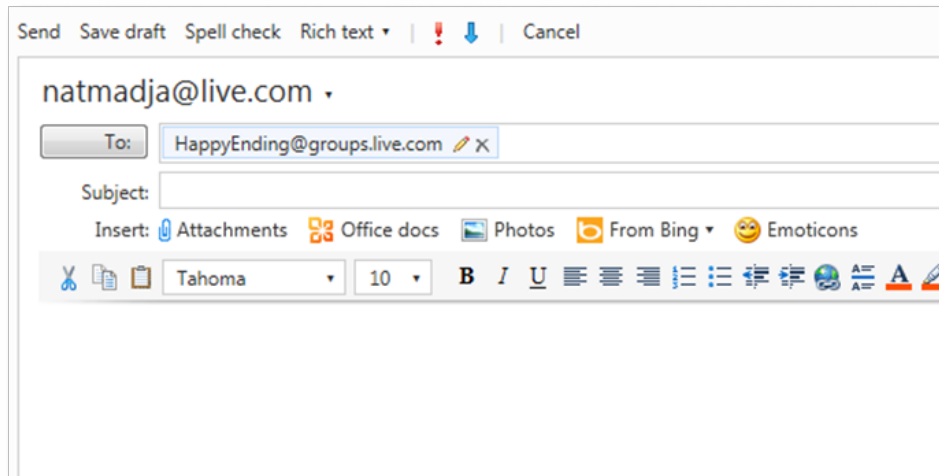 Send Save draft Spell check Rich text Cancel
natmadja@live.com
To: HappyEnding@groups.live.com
Subject:
Insert: Attachments Office docs Photos From Bing Emoticons
Tahoma 10 B I U A